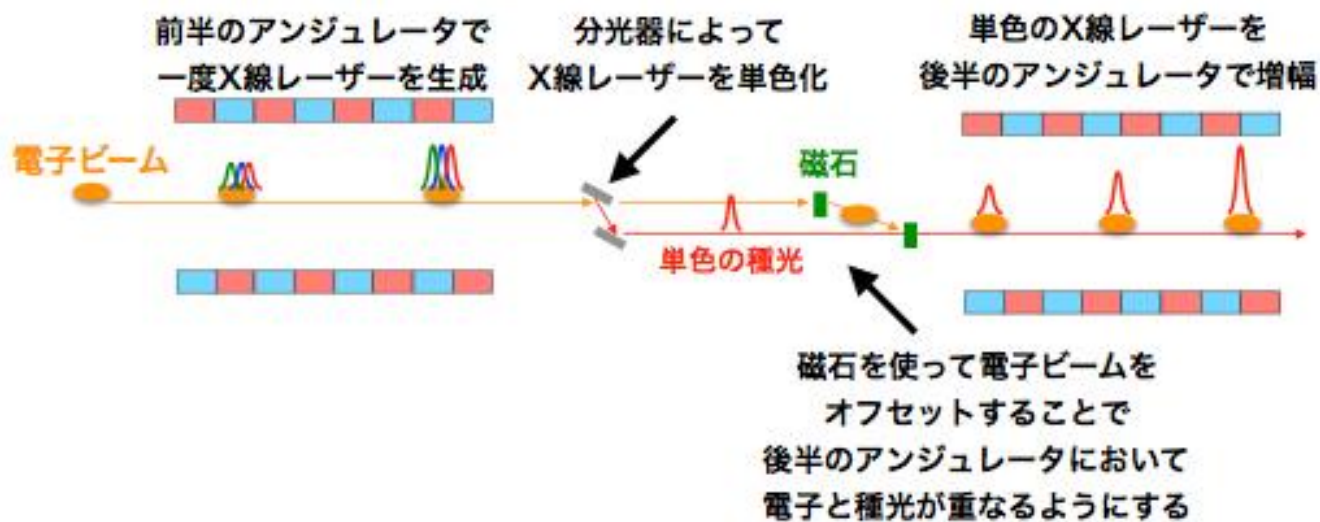 前半のアンジュレータで
一度X線レーザーを生成
分光器によって
X線レーザーを単色化
単色のX線レーザーを
後半のアンジュレータで増幅
電子ビーム
磁石
単色の種光
磁石を使って電子ビームを
オフセットすることで
後半のアンジュレータにおいて
電子と種光が重なるようにする